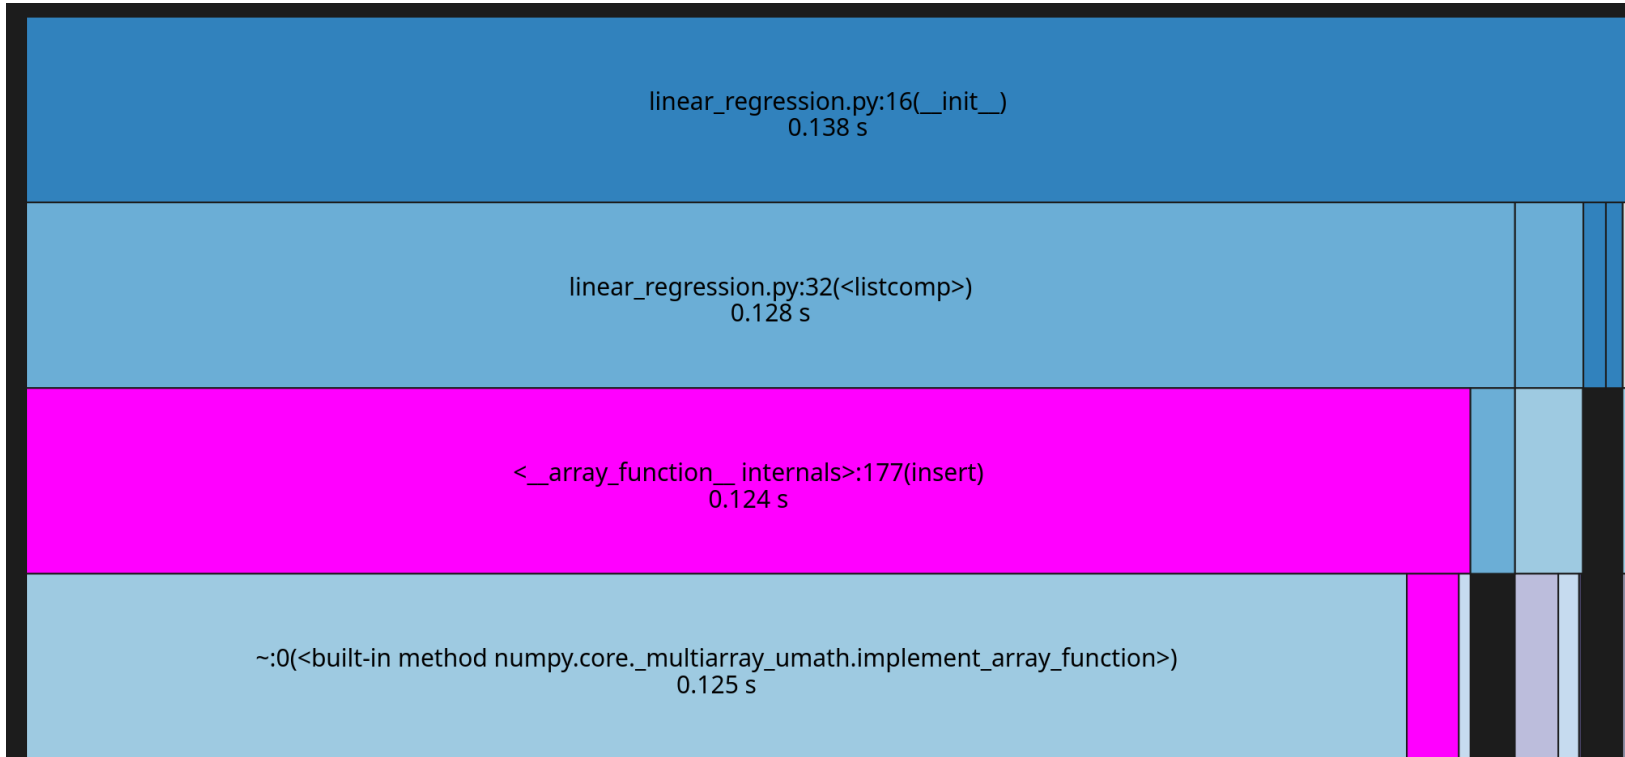 linear_regression.py:16(__init__)
0.138 s
linear_regression.py:32(<listcomp>)
0.128 s
<__array_function__ internals>:177(insert)
0.124 s
~:0(<built-in method numpy.core._multiarray_umath.implement_array_function>)
0.125 s